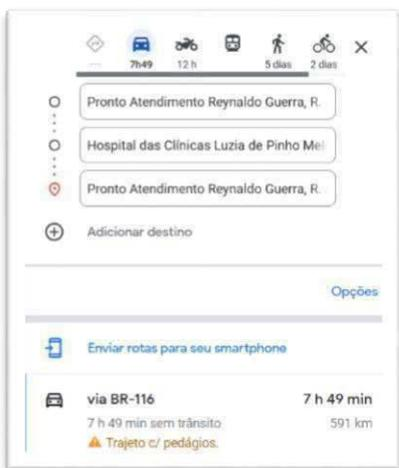 7h49 12 h 5 dias 2 dias
Pronto Atendimento Reynaldo Guerra, R.
Hospital das Clínicas Luzia de Pinho Mel
Pronto Atendimento Reynaldo Guerra, R.
Adicionar destino
Opções
Enviar rotas para seu smartphone
via BR-116 7 h 49 min
7 h 49 min sem trânsito 591 km
Trajeto c/ pedágios.